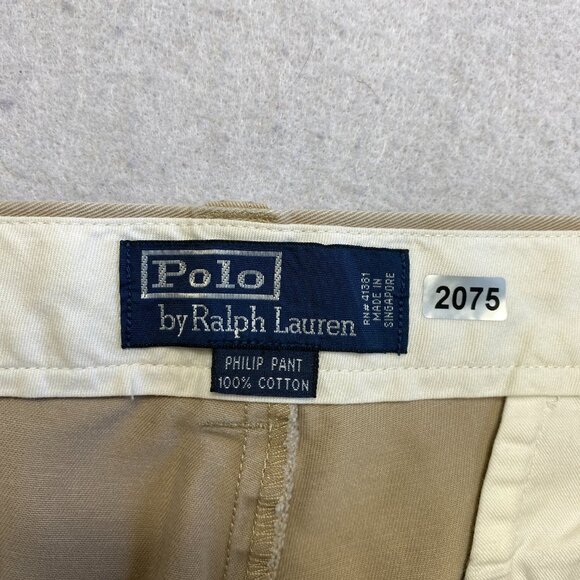 Polo
by Ralph Lauren
RN#41381
MADE IN
SINGAPORE
PHILIP PANT
100% COTTON
2075